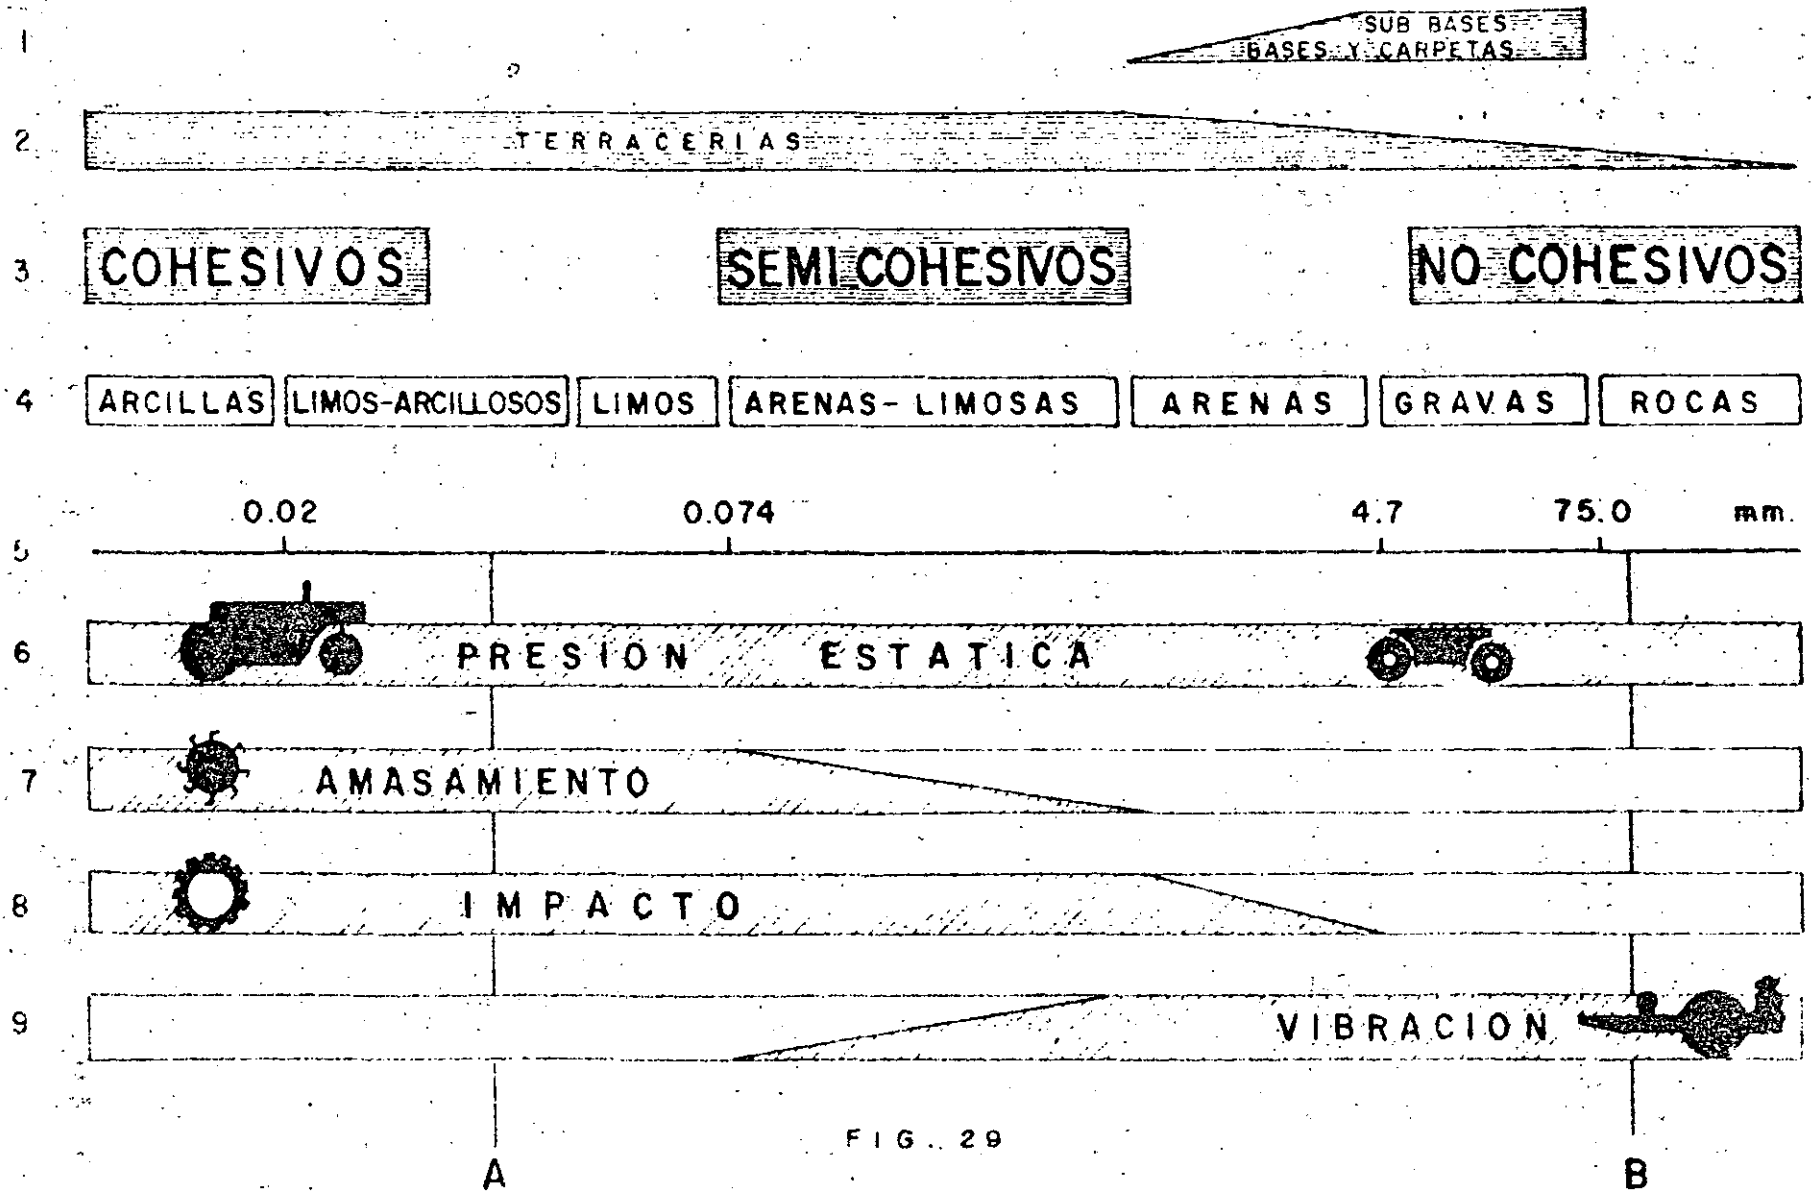 1
SUB BASES
BASES Y CARPETAS
2
TERRACERIAS
3
COHESIVOS
SEMI COHESIVOS
NO COHESIVOS
4
ARCILLAS
LIMOS-ARCILLOSOS
LIMOS
ARENAS-LIMOSAS
ARENAS
GRAVAS
ROCAS
0.02
0.074
4.7
75.0
mm.
5
6
PRESION ESTATICA
7
AMASAMIENTO
8
IMPACTO
9
VIBRACION
FIG. 29
A
B